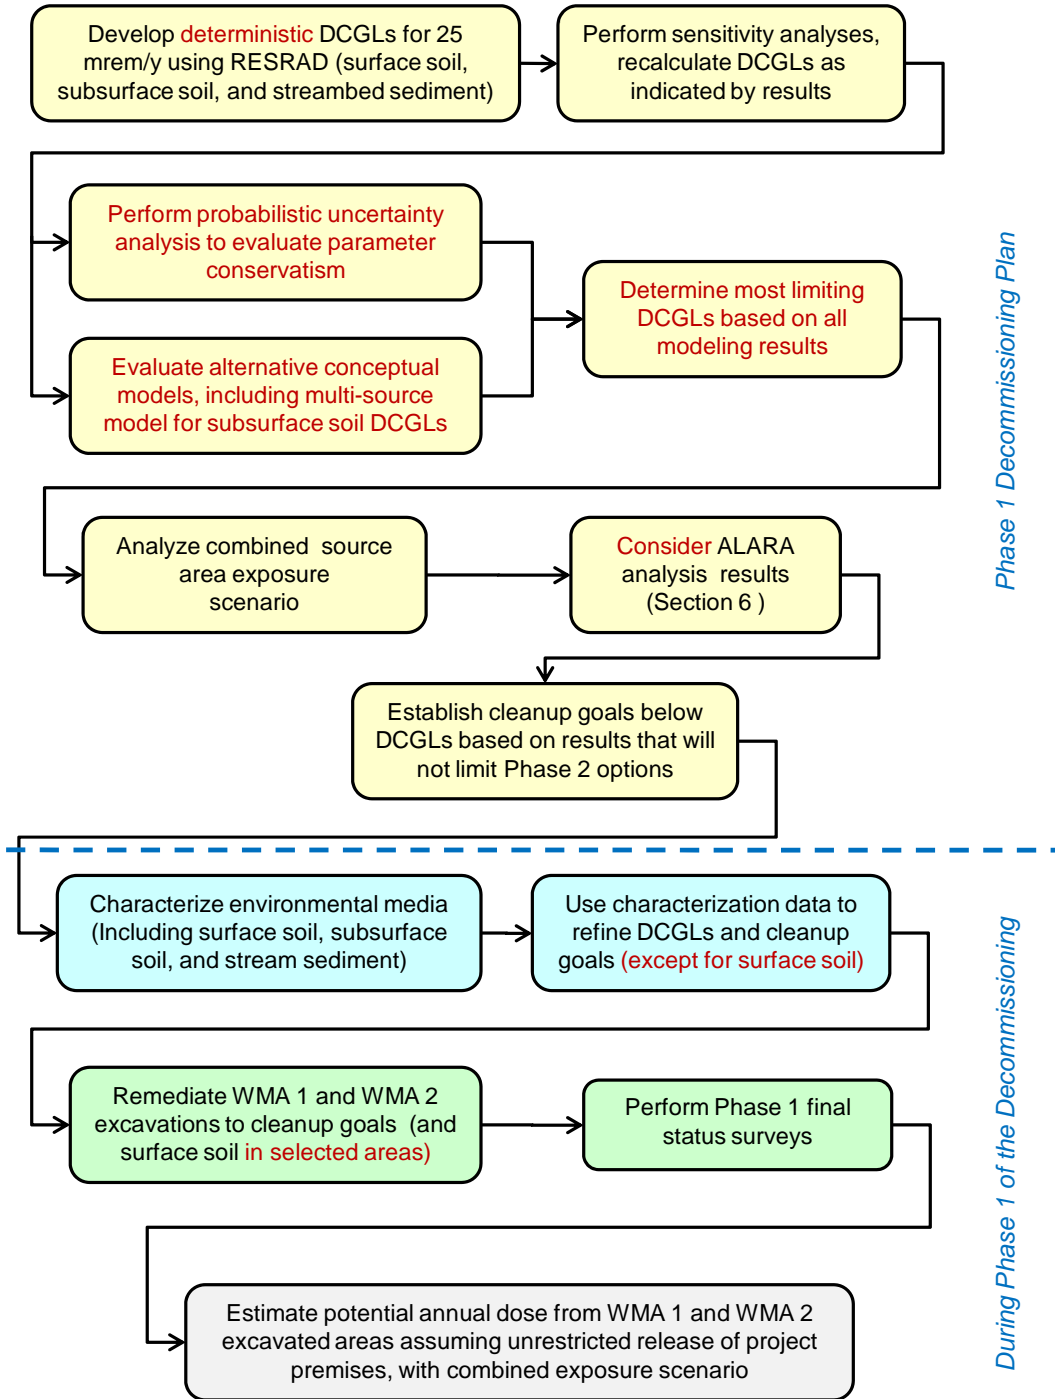 Develop deterministic DCGLs for 25
mrem/y using RESRAD (surface soil,
subsurface soil, and streambed sediment)
Perform sensitivity analyses,
recalculate DCGLs as
indicated by results
Perform probabilistic uncertainty
analysis to evaluate parameter
conservatism
Evaluate alternative conceptual
models, including multi-source
model for subsurface soil DCGLs
Determine most limiting
DCGLs based on all
modeling results
Phase 1 Decommissioning Plan
Analyze combined source
area exposure
scenario
Consider ALARA
analysis results
(Section 6 )
Establish cleanup goals below
DCGLs based on results that will
not limit Phase 2 options
Characterize environmental media
(Including surface soil, subsurface
soil, and stream sediment)
Use characterization data to
refine DCGLs and cleanup
goals (except for surface soil)
Remediate WMA 1 and WMA 2
excavations to cleanup goals (and
surface soil in selected areas)
Perform Phase 1 final
status surveys
During Phase 1 of the Decommissioning
Estimate potential annual dose from WMA 1 and WMA 2
excavated areas assuming unrestricted release of project
premises, with combined exposure scenario